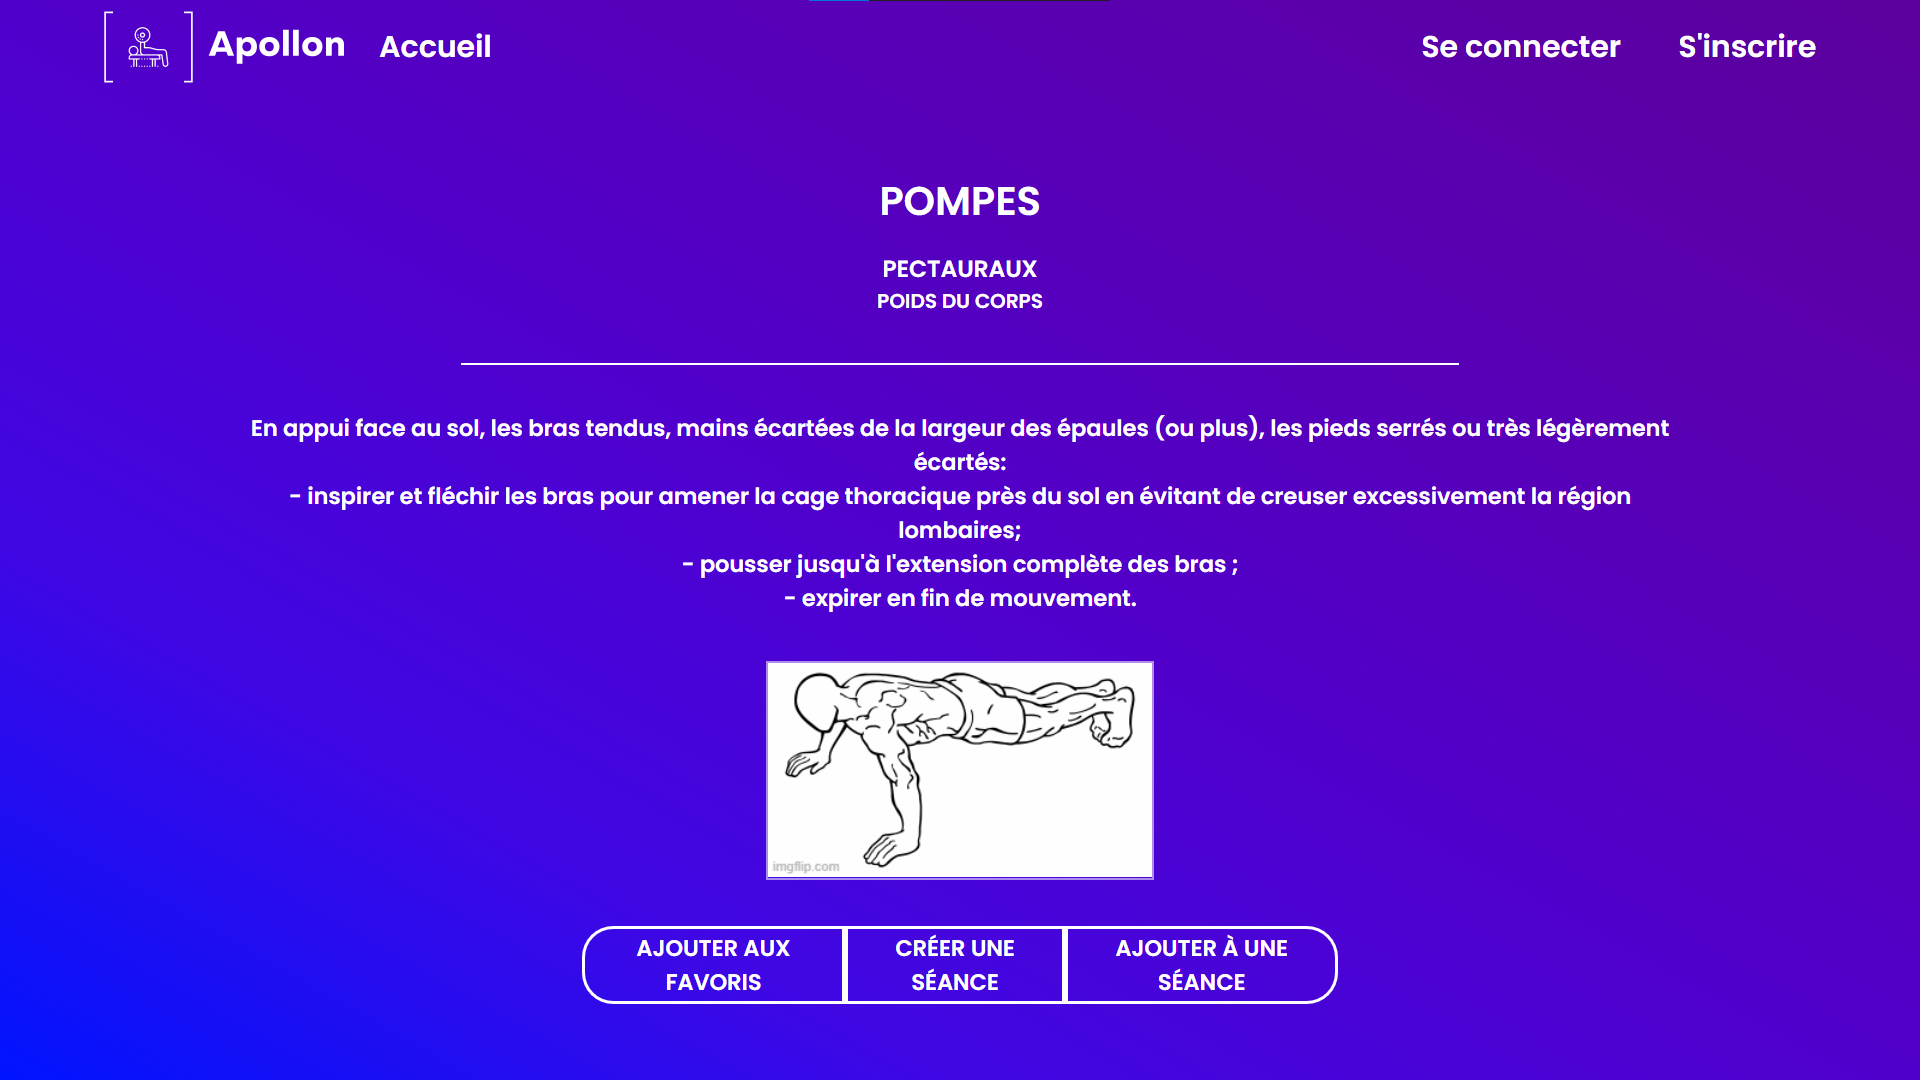 Apollon
Accueil
Se connecter
S'inscrire
POMPES
PECTAURAUX
POIDS DU CORPS
En appui face au sol, les bras tendus, mains écartées de la largeur des épaules (ou plus), les pieds serrés ou très légèrement
écartés:
- inspirer et fléchir les bras pour amener la cage thoracique près du sol en évitant de creuser excessivement la région
lombaires;
- pousser jusqu'à l'extension complète des bras ;
- expirer en fin de mouvement.
imgflip.com
AJOUTER AUX
FAVORIS
CRÉER UNE
SÉANCE
AJOUTER À UNE
SÉANCE